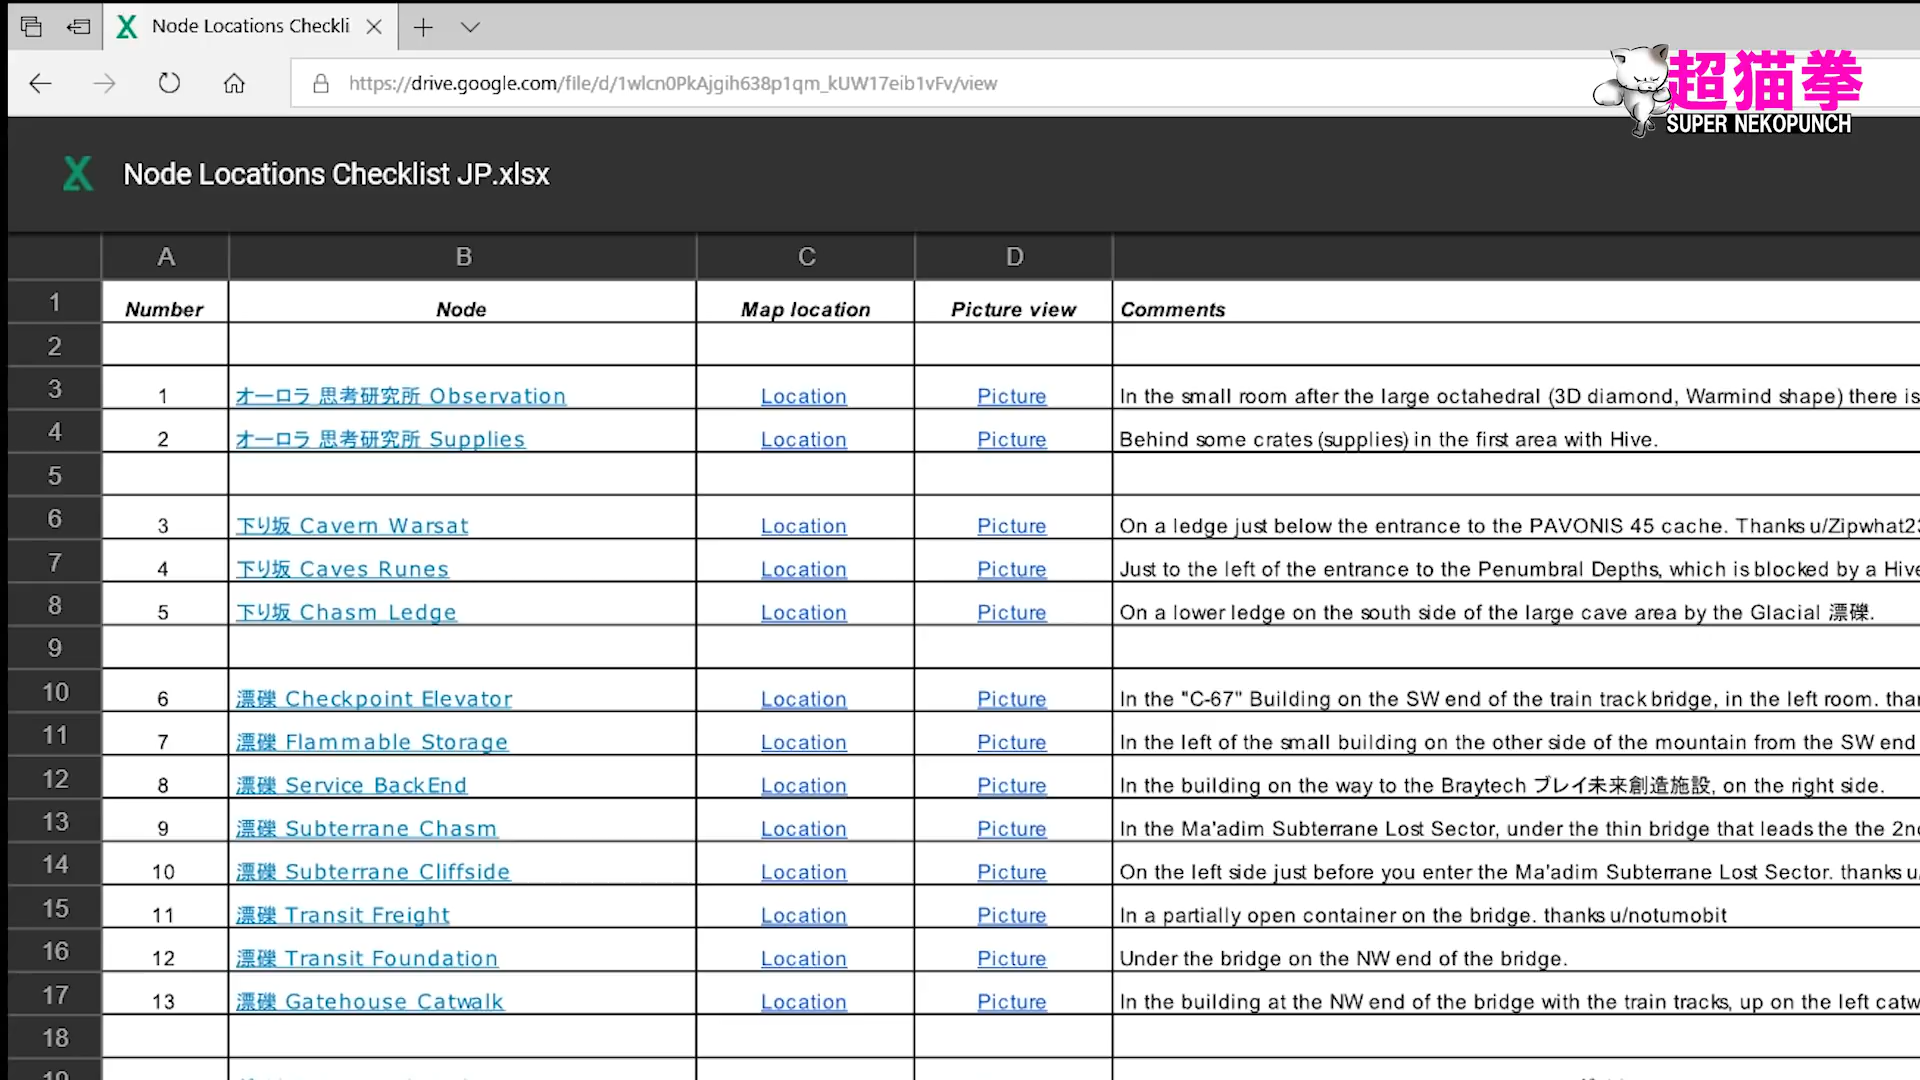 Node Locations Checkli
https://drive.google.com/file/d/1wlcn0PkAjgih638p1qm_kUW17eib1vFv/view
超猫拳
SUPER NEKOPUNCH
Node Locations Checklist JP.xlsx
A B C D
1 Number Node Map location Picture view Comments
2
3 1 オーロラ 思考研究所 Observation Location Picture In the small room after the large octahedral (3D diamond, Warmind shape) there is
4 2 オーロラ 思考研究所 Supplies Location Picture Behind some crates (supplies) in the first area with Hive.
5
6 3 下り坂 Cavern Warsat Location Picture On a ledge just below the entrance to the PAVONIS 45 cache. Thanks u/Zipwhat23
7 4 下り坂 Caves Runes Location Picture Just to the left of the entrance to the Penumbral Depths, which is blocked by a Hive
8 5 下り坂 Chasm Ledge Location Picture On a lower ledge on the south side of the large cave area by the Glacial 漂礫.
9
10 6 漂礫 Checkpoint Elevator Location Picture In the "C-67" Building on the SW end of the train track bridge, in the left room. than
11 7 漂礫 Flammable Storage Location Picture In the left of the small building on the other side of the mountain from the SW end
12 8 漂礫 Service BackEnd Location Picture In the building on the way to the Braytech ブレイ未来創造施設, on the right side.
13 9 漂礫 Subterrane Chasm Location Picture In the Ma'adim Subterrane Lost Sector, under the thin bridge that leads the the 2nd
14 10 漂礫 Subterrane Cliffside Location Picture On the left side just before you enter the Ma'adim Subterrane Lost Sector. thanks u/
15 11 漂礫 Transit Freight Location Picture In a partially open container on the bridge. thanks u/notumobit
16 12 漂礫 Transit Foundation Location Picture Under the bridge on the NW end of the bridge.
17 13 漂礫 Gatehouse Catwalk Location Picture In the building at the NW end of the bridge with the train tracks, up on the left catw
18